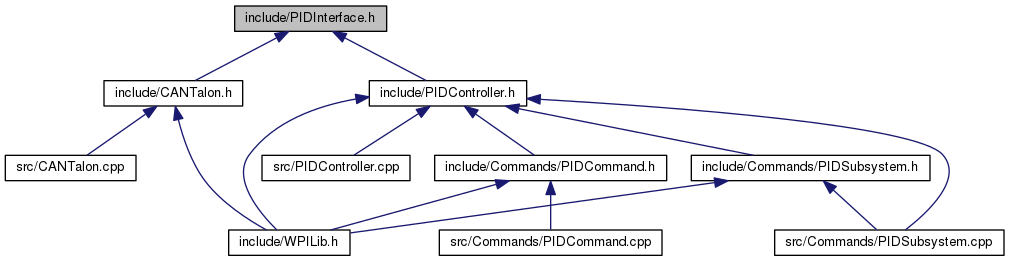 include/PIDInterface.h
include/CANTalon.h
include/PIDController.h
src/CANTalon.cpp
src/PIDController.cpp
include/Commands/PIDCommand.h
include/Commands/PIDSubsystem.h
include/WPILib.h
src/Commands/PIDCommand.cpp
src/Commands/PIDSubsystem.cpp